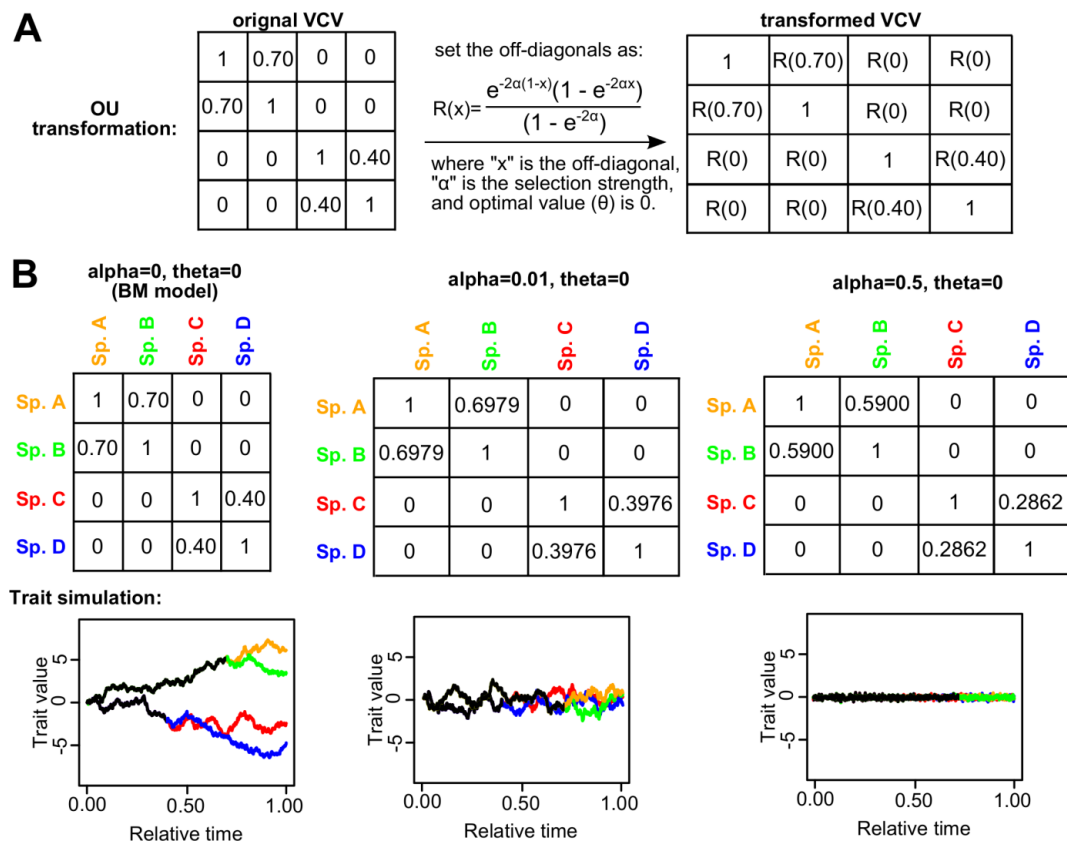 A
orignal VCV
transformed VCV
OU
transformation:
1 0.70 0 0
0.70 1 0 0
0 0 1 0.40
0 0 0.40 1
set the off-diagonals as:
R(x)= e^-2α(1-x)(1 - e^-2αx)
(1 - e^-2α)
where "x" is the off-diagonal,
"α" is the selection strength,
and optimal value (θ) is 0.
1 R(0.70) R(0) R(0)
R(0.70) 1 R(0) R(0)
R(0) R(0) 1 R(0.40)
R(0) R(0) R(0.40) 1
B
alpha=0, theta=0
(BM model)
Sp. A Sp. B Sp. C Sp. D
Sp. A 1 0.70 0 0
Sp. B 0.70 1 0 0
Sp. C 0 0 1 0.40
Sp. D 0 0 0.40 1
alpha=0.01, theta=0
Sp. A Sp. B Sp. C Sp. D
Sp. A 1 0.6979 0 0
Sp. B 0.6979 1 0 0
Sp. C 0 0 1 0.3976
Sp. D 0 0 0.3976 1
alpha=0.5, theta=0
Sp. A Sp. B Sp. C Sp. D
Sp. A 1 0.5900 0 0
Sp. B 0.5900 1 0 0
Sp. C 0 0 1 0.2862
Sp. D 0 0 0.2862 1
Trait simulation:
Trait value
5
0
-5
0.00 0.50 1.00
Relative time
Trait value
5
0
-5
0.00 0.50 1.00
Relative time
Trait value
5
0
-5
0.00 0.50 1.00
Relative time